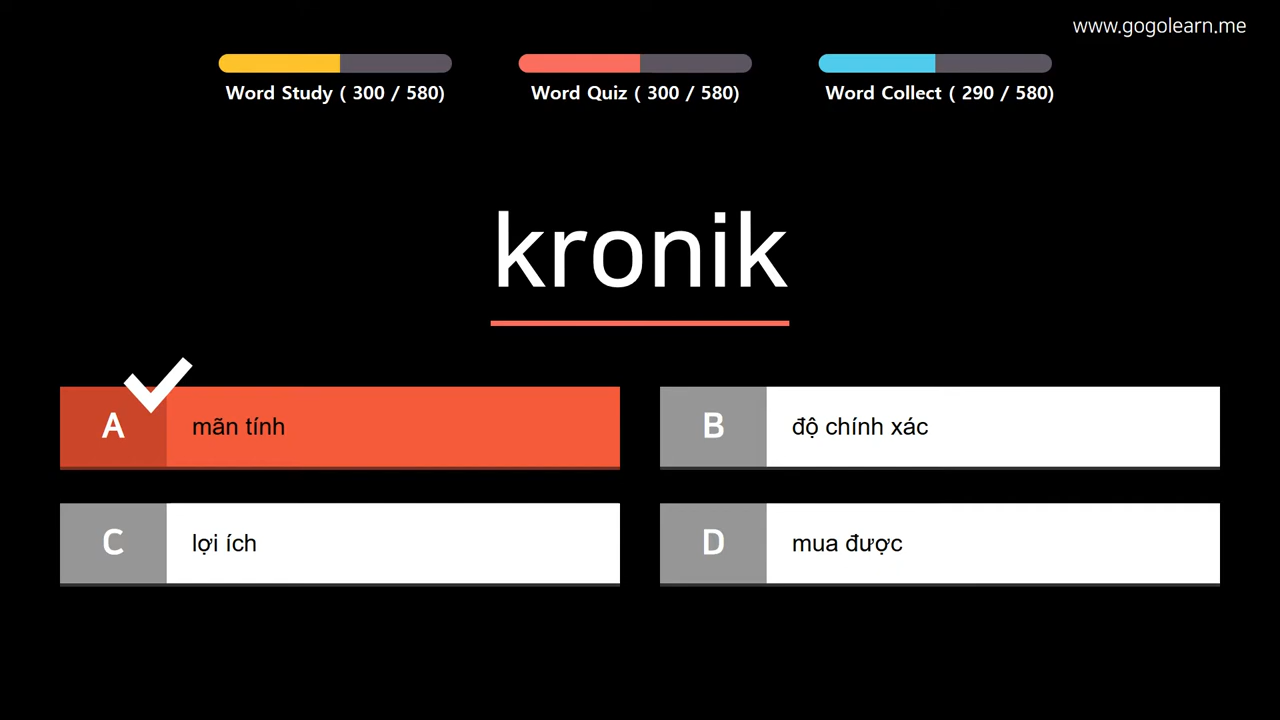 www.gogolearn.me
Word Study ( 300 / 580)
Word Quiz ( 300 / 580)
Word Collect ( 290 / 580)
kronik
A mãn tính
B độ chính xác
C lợi ích
D mua được